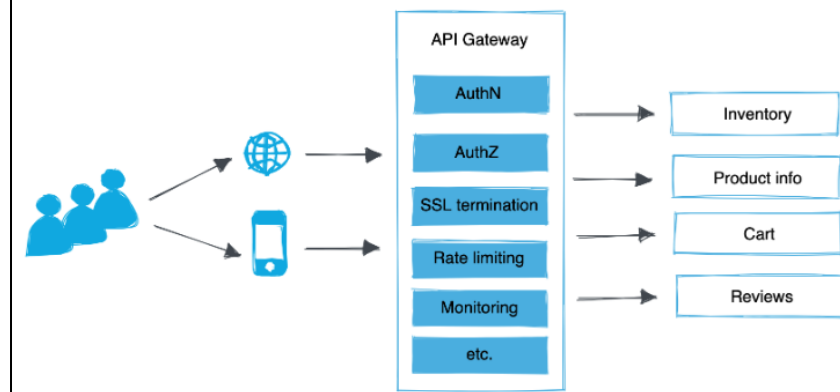 API Gateway
AuthN
AuthZ
SSL termination
Rate limiting
Monitoring
etc.
Inventory
Product info
Cart
Reviews